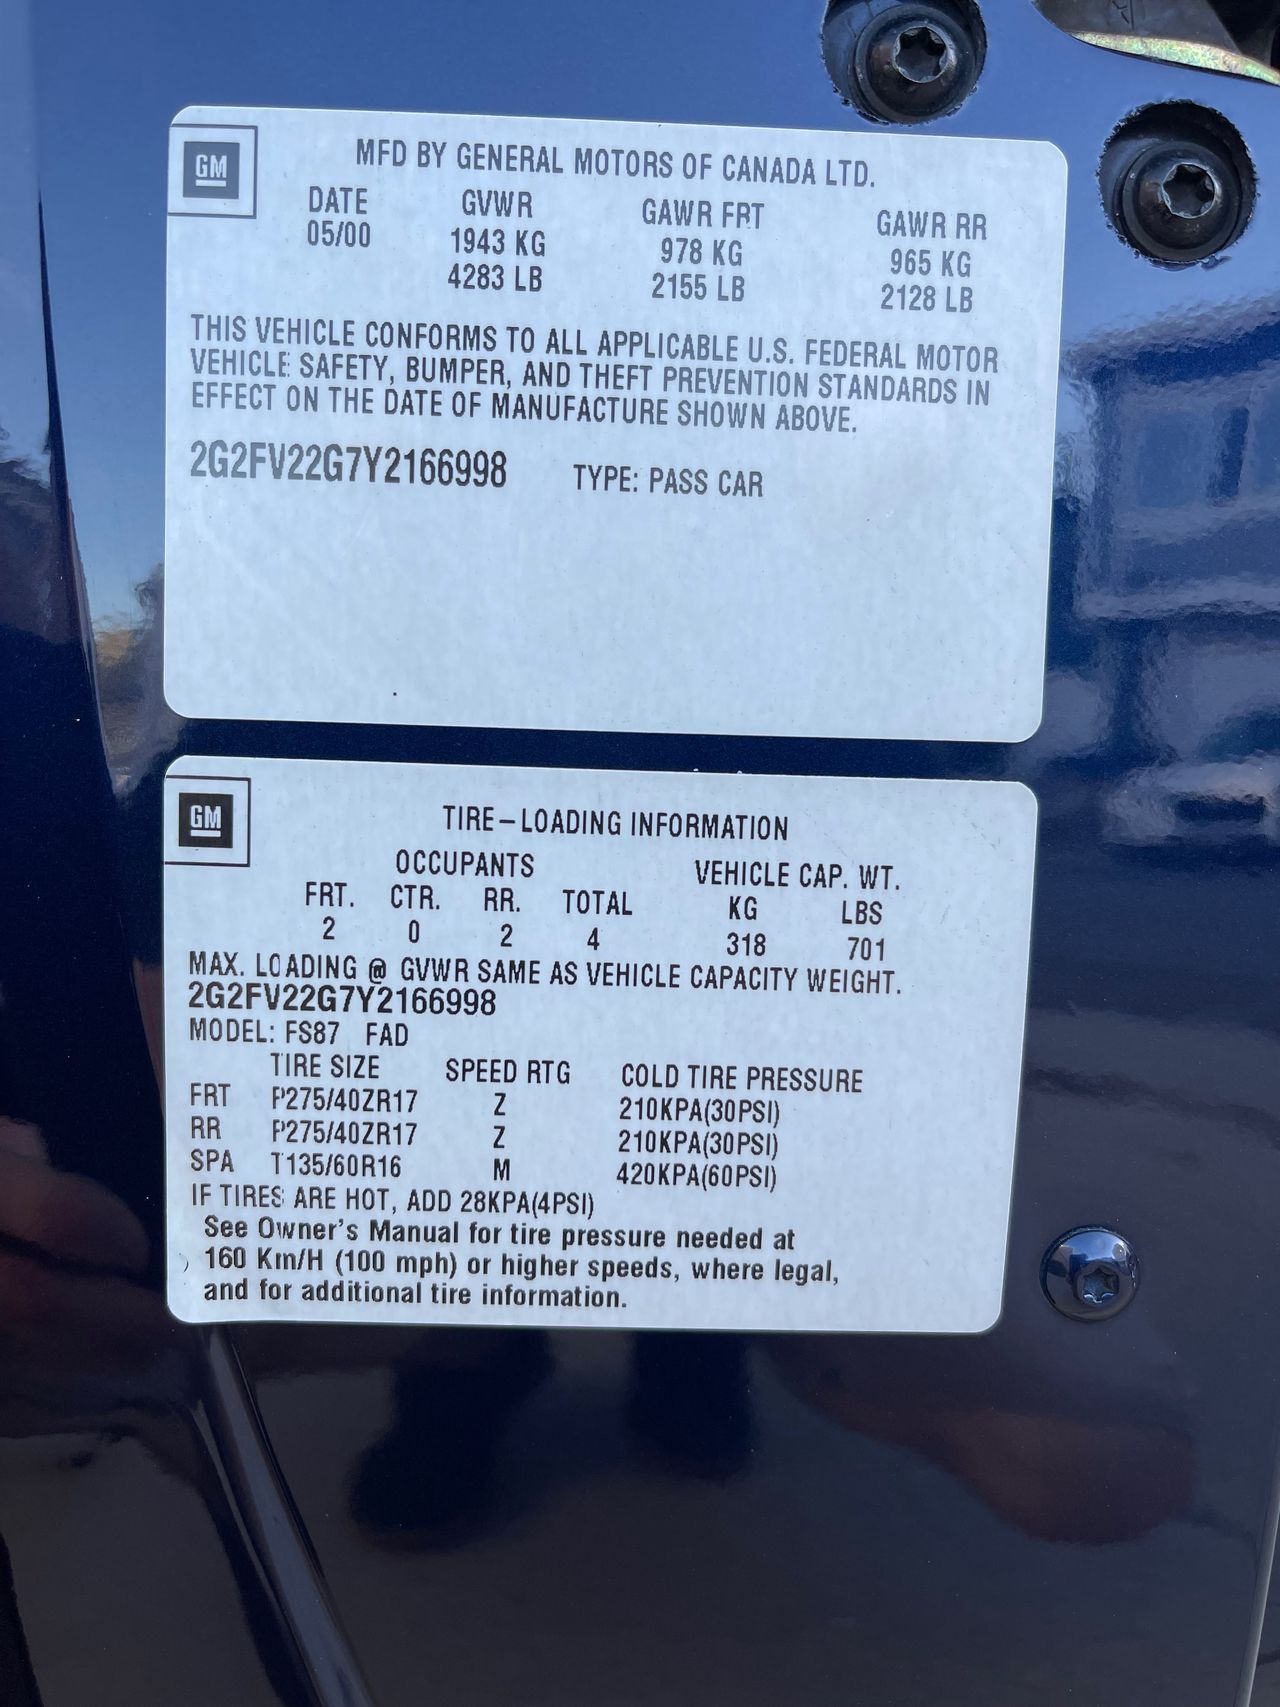 GM
MFD BY GENERAL MOTORS OF CANADA LTD.
DATE GVWR GAWR FRT GAWR RR
05/00 1943 KG 978 KG 965 KG
4283 LB 2155 LB 2128 LB
THIS VEHICLE CONFORMS TO ALL APPLICABLE U.S. FEDERAL MOTOR
VEHICLE SAFETY, BUMPER, AND THEFT PREVENTION STANDARDS IN
EFFECT ON THE DATE OF MANUFACTURE SHOWN ABOVE.
2G2FV22G7Y2166998 TYPE: PASS CAR
GM
TIRE-LOADING INFORMATION
OCCUPANTS VEHICLE CAP. WT.
FRT. CTR. RR. TOTAL KG LBS
2 0 2 4 318 701
MAX. LOADING @ GVWR SAME AS VEHICLE CAPACITY WEIGHT.
2G2FV22G7Y2166998
MODEL: FS87 FAD
TIRE SIZE SPEED RTG COLD TIRE PRESSURE
FRT P275/40ZR17 Z 210KPA(30PSI)
RR P275/40ZR17 Z 210KPA(30PSI)
SPA T135/60R16 M 420KPA(60PSI)
IF TIRES ARE HOT, ADD 28KPA(4PSI)
See Owner's Manual for tire pressure needed at
160 Km/H (100 mph) or higher speeds, where legal,
and for additional tire information.